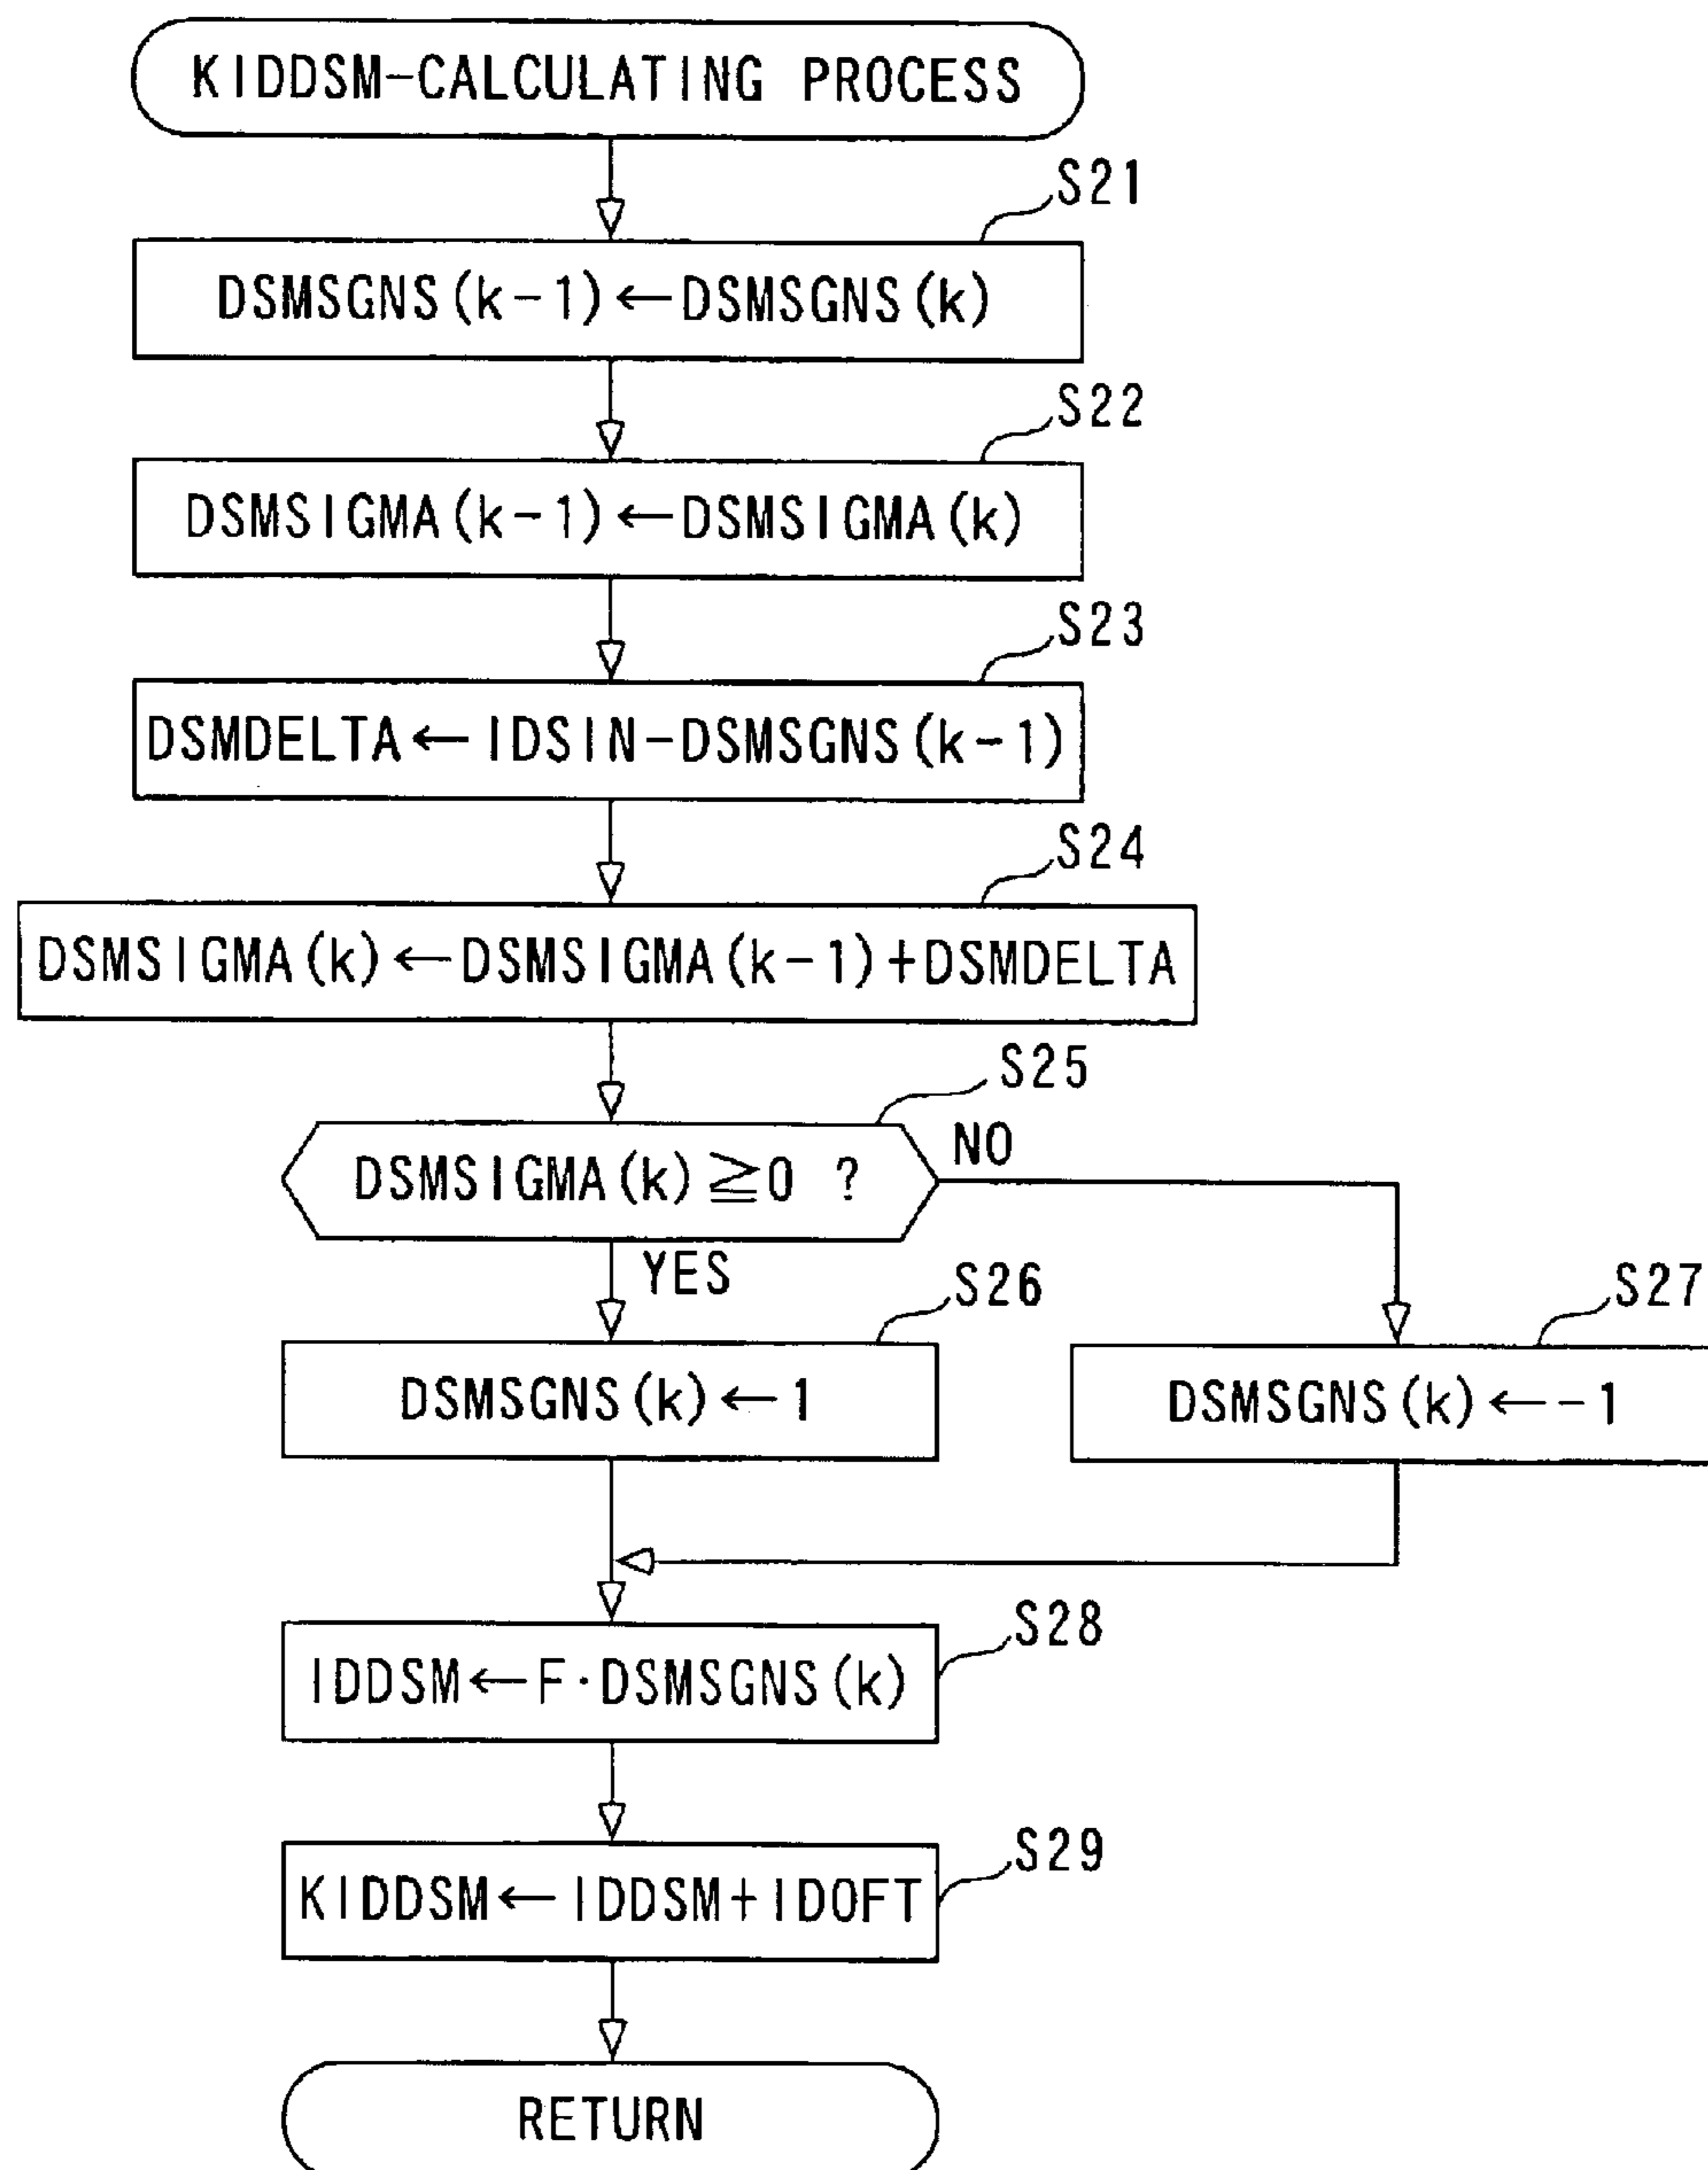 KIDDSM-CALCULATING PROCESS
S21
DSMSGNS(k-1)←DSMSGNS(k)
S22
DSMSIGMA(k-1)←DSMSIGMA(k)
S23
DSMDELTA←IDSIN-DSMSGNS(k-1)
S24
DSMSIGMA(k)←DSMSIGMA(k-1)+DSMDELTA
S25
DSMSIGMA(k)≧0 ?
NO
YES
S26
DSMSGNS(k)←1
S27
DSMSGNS(k)←-1
S28
IDDSM←F·DSMSGNS(k)
S29
KIDDSM←IDDSM+IDOFT
RETURN